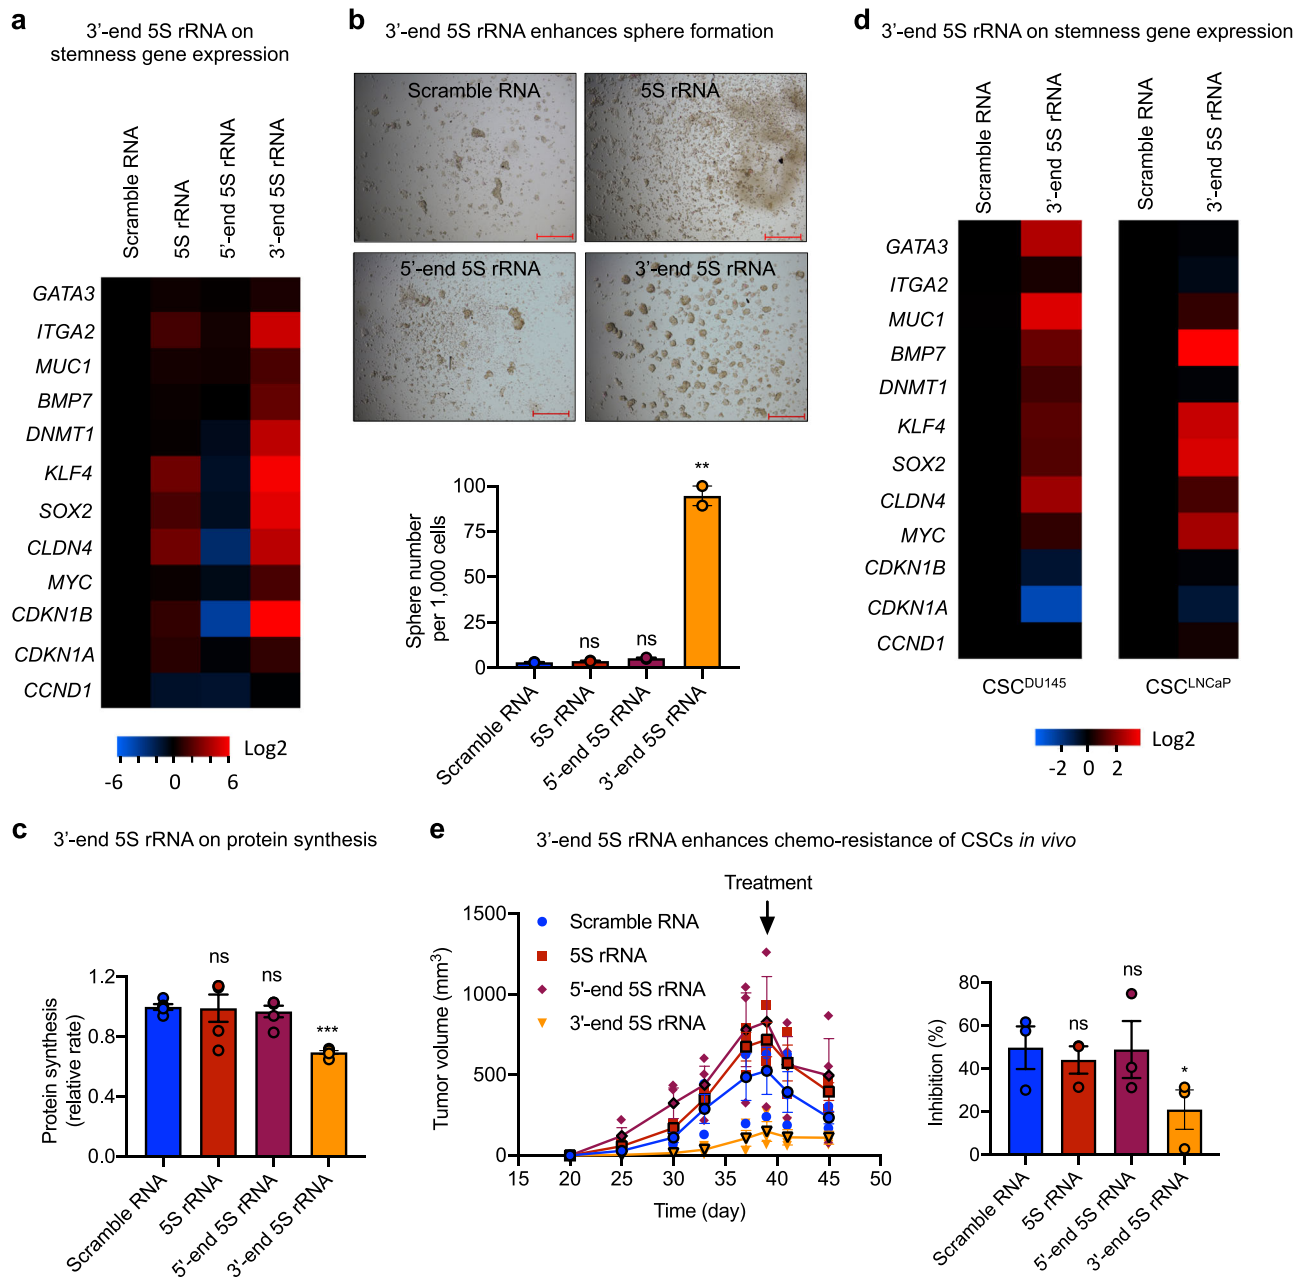 a
3’-end 5S rRNA on
stemness gene expression
Scramble RNA
5S rRNA
5’-end 5S rRNA
3’-end 5S rRNA
GATA3
ITGA2
MUC1
BMP7
DNMT1
KLF4
SOX2
CLDN4
MYC
CDKN1B
CDKN1A
CCND1
-6 0 6 Log2
b
3’-end 5S rRNA enhances sphere formation
Scramble RNA
5S rRNA
5’-end 5S rRNA
3’-end 5S rRNA
Sphere number
per 1,000 cells
100
75
50
25
0
ns
ns
**
Scramble RNA
5S rRNA
5'-end 5S rRNA
3'-end 5S rRNA
d
3’-end 5S rRNA on stemness gene expression
Scramble RNA
3’-end 5S rRNA
Scramble RNA
3’-end 5S rRNA
GATA3
ITGA2
MUC1
BMP7
DNMT1
KLF4
SOX2
CLDN4
MYC
CDKN1B
CDKN1A
CCND1
CSC^DU145
CSC^LNCaP
-2 0 2 Log2
c
3’-end 5S rRNA on protein synthesis
Protein synthesis
(relative rate)
1.2
0.8
0.4
0.0
ns
ns
***
Scramble RNA
5S rRNA
5'-end 5S rRNA
3'-end 5S rRNA
e
3’-end 5S rRNA enhances chemo-resistance of CSCs in vivo
Treatment
Scramble RNA
5S rRNA
5'-end 5S rRNA
3'-end 5S rRNA
Tumor volume (mm³)
1500
1000
500
0
15 20 25 30 35 40 45 50
Time (day)
Inhibition (%)
80
60
40
20
0
ns
ns
*
Scramble RNA
5S rRNA
5'-end 5S rRNA
3'-end 5S rRNA